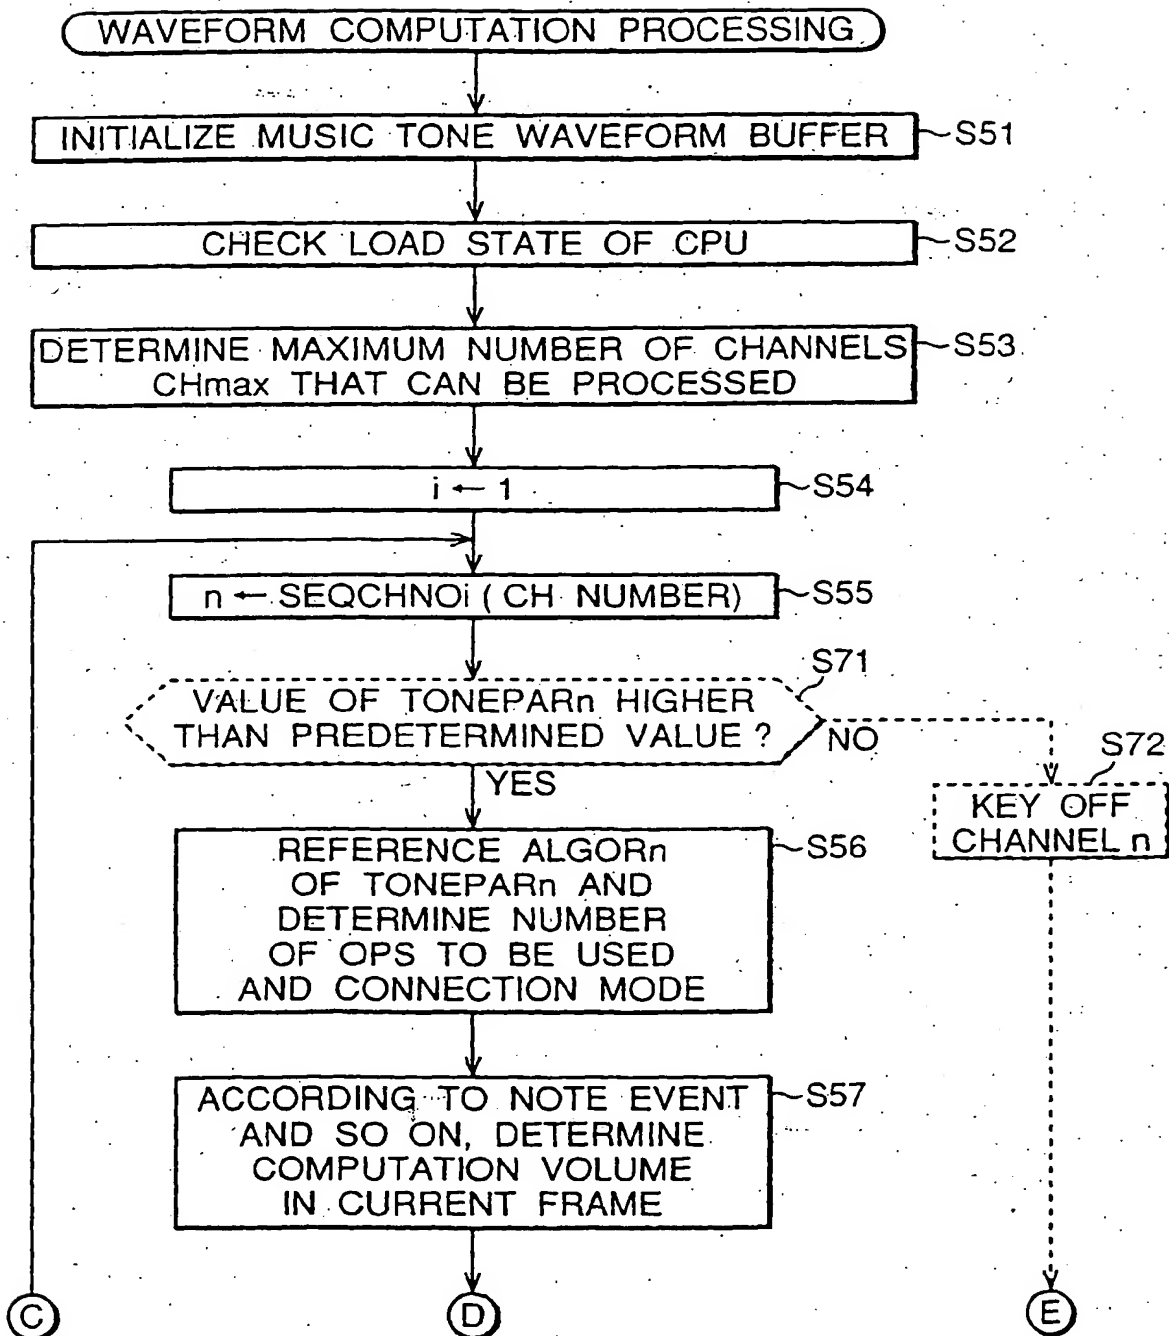 WAVEFORM COMPUTATION PROCESSING
INITIALIZE MUSIC TONE WAVEFORM BUFFER
S51
CHECK LOAD STATE OF CPU
S52
DETERMINE MAXIMUM NUMBER OF CHANNELS
CHmax THAT CAN BE PROCESSED
S53
i ← 1
S54
n ← SEQCHNOi ( CH NUMBER)
S55
S71
VALUE OF TONEPARn HIGHER
THAN PREDETERMINED VALUE ?
NO
YES
S72
KEY OFF
CHANNEL n
REFERENCE ALGORn
OF TONEPARn AND
DETERMINE NUMBER
OF OPS TO BE USED
AND CONNECTION MODE
S56
ACCORDING TO NOTE EVENT
AND SO ON, DETERMINE
COMPUTATION VOLUME
IN CURRENT FRAME
S57
C
D
E